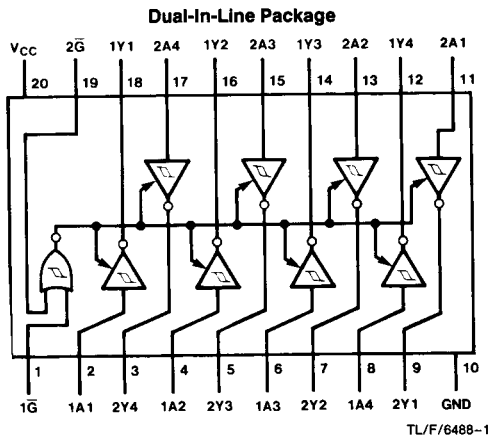 Dual-In-Line Package
VCC 2G̅ 1Y1 2A4 1Y2 2A3 1Y3 2A2 1Y4 2A1
20 19 18 17 16 15 14 13 12 11
1 2 3 4 5 6 7 8 9 10
1G̅ 1A1 2Y4 1A2 2Y3 1A3 2Y2 1A4 2Y1 GND
TL/F/6488-1